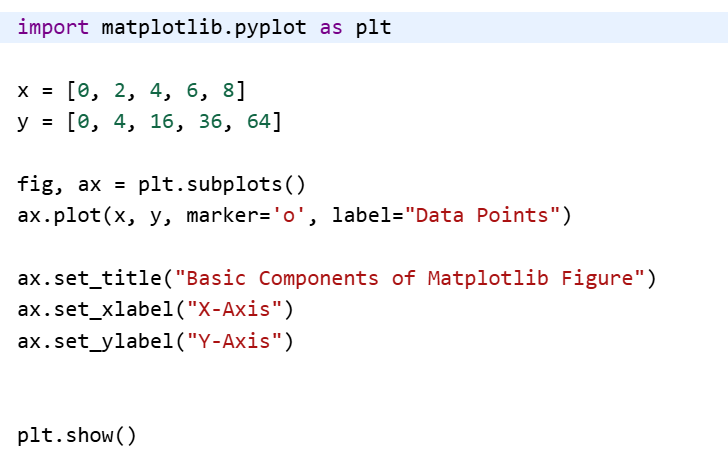 import matplotlib.pyplot as plt
x = [0, 2, 4, 6, 8]
y = [0, 4, 16, 36, 64]
fig, ax = plt.subplots()
ax.plot(x, y, marker='o', label="Data Points")
ax.set_title("Basic Components of Matplotlib Figure")
ax.set_xlabel("X-Axis")
ax.set_ylabel("Y-Axis")
plt.show()